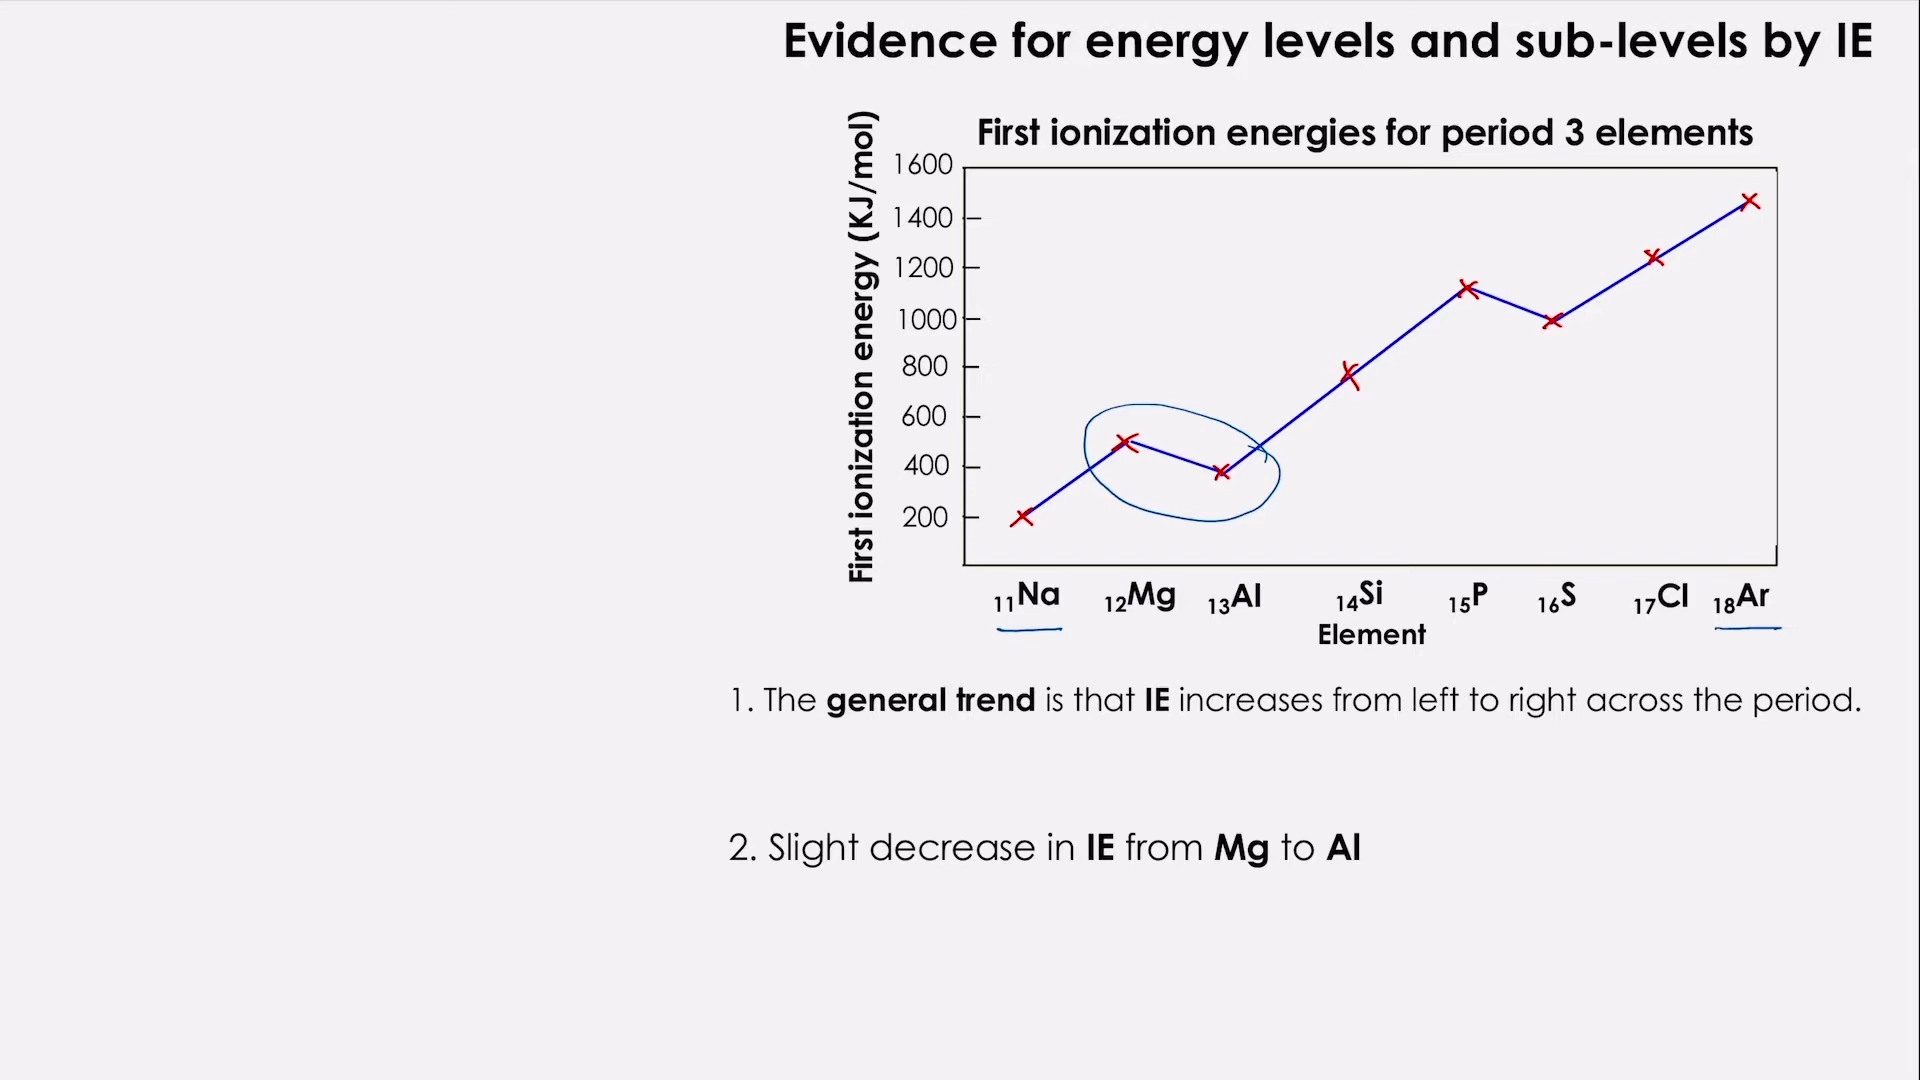 Evidence for energy levels and sub-levels by IE
First ionization energies for period 3 elements
First ionization energy (KJ/mol)
1600
1400
1200
1000
800
600
400
200
₁₁Na ₁₂Mg ₁₃Al ₁₄Si ₁₅P ₁₆S ₁₇Cl ₁₈Ar
Element
1. The general trend is that IE increases from left to right across the period.
2. Slight decrease in IE from Mg to Al